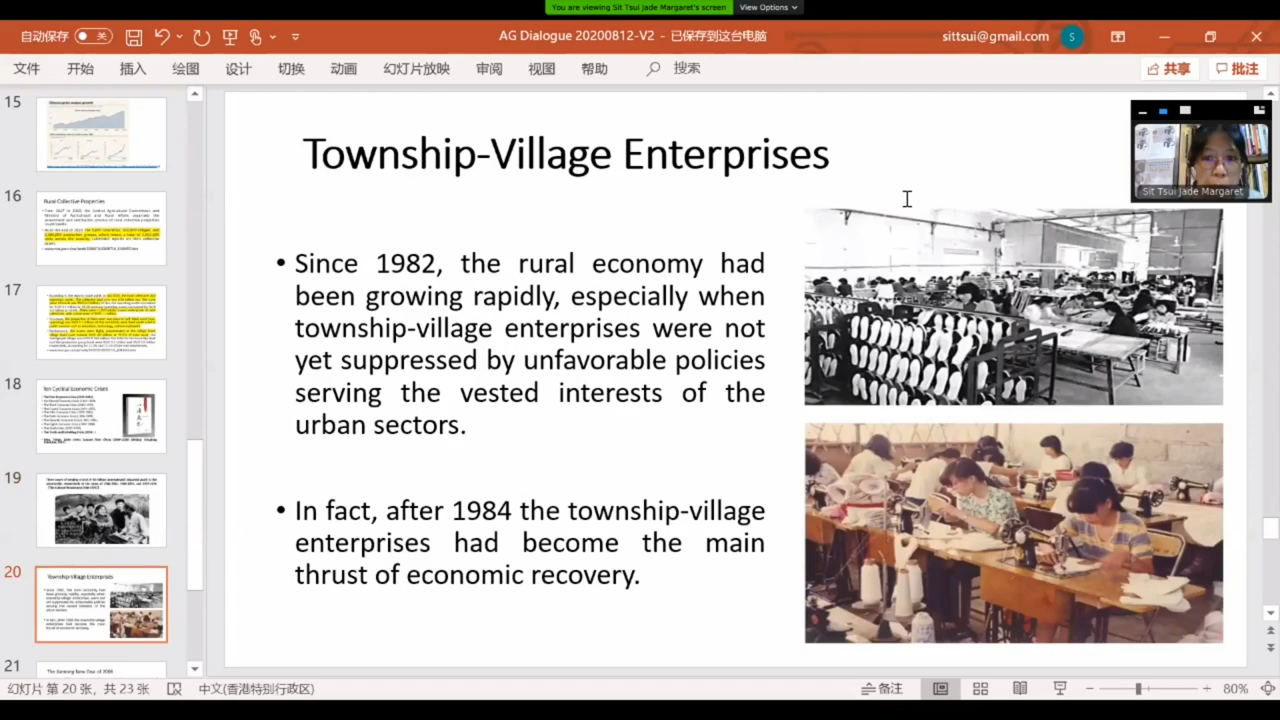 You are viewing Sit Tsui Jade Margaret's screen
View Options
自动保存 关
AG Dialogue 20200812-V2 - 已保存到这台电脑
sittsui@gmail.com
S
文件 开始 插入 绘图 设计 切换 动画 幻灯片放映 审阅 视图 帮助 搜索
共享 批注
15
16
Rural Collective Properties
17
18
Ten Cyclical Economic Crises
19
20
Township-Village Enterprises
21
Township-Village Enterprises
• Since 1982, the rural economy had
been growing rapidly, especially when
township-village enterprises were not
yet suppressed by unfavorable policies
serving the vested interests of the
urban sectors.
• In fact, after 1984 the township-village
enterprises had become the main
thrust of economic recovery.
Sit Tsui Jade Margaret
幻灯片第 20 张，共 23 张
中文(香港特别行政区)
备注
80%